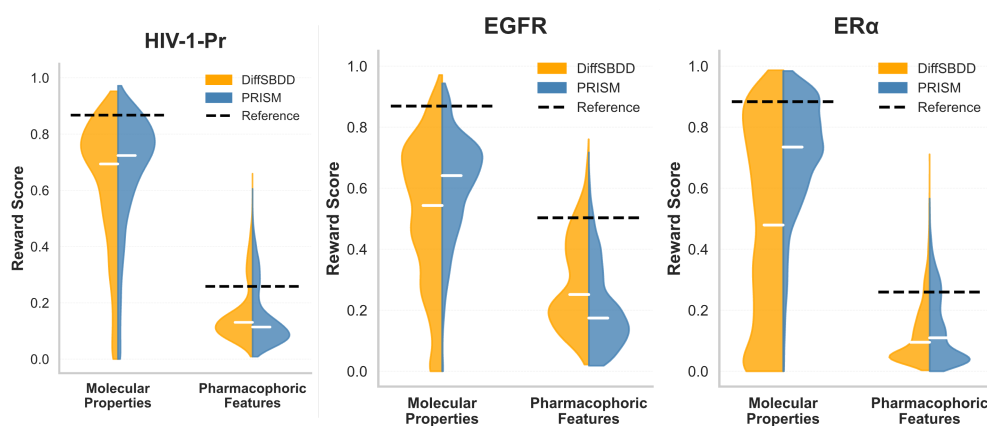 HIV-1-Pr
DiffSBDD
PRISM
Reference
Reward Score
1.0
0.8
0.6
0.4
0.2
0.0
Molecular
Properties
Pharmacophoric
Features
EGFR
DiffSBDD
PRISM
Reference
Reward Score
1.0
0.8
0.6
0.4
0.2
0.0
Molecular
Properties
Pharmacophoric
Features
ERα
DiffSBDD
PRISM
Reference
Reward Score
1.0
0.8
0.6
0.4
0.2
0.0
Molecular
Properties
Pharmacophoric
Features